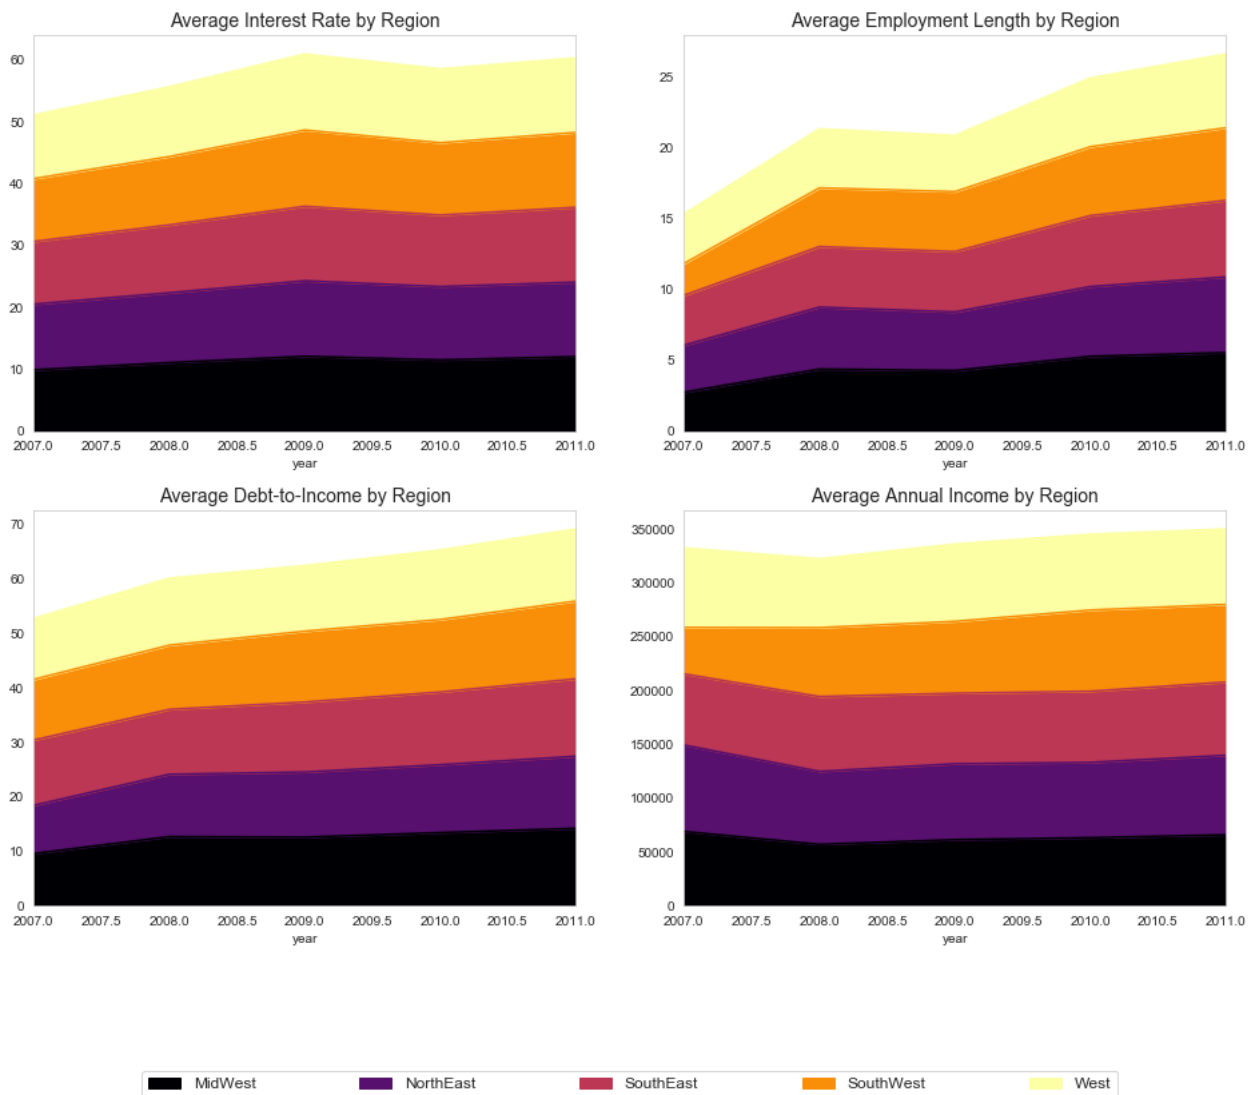 Average Interest Rate by Region
60
50
40
30
20
10
0
2007.0 2007.5 2008.0 2008.5 2009.0 2009.5 2010.0 2010.5 2011.0
year
Average Employment Length by Region
25
20
15
10
5
0
2007.0 2007.5 2008.0 2008.5 2009.0 2009.5 2010.0 2010.5 2011.0
year
Average Debt-to-Income by Region
70
60
50
40
30
20
10
0
2007.0 2007.5 2008.0 2008.5 2009.0 2009.5 2010.0 2010.5 2011.0
year
Average Annual Income by Region
350000
300000
250000
200000
150000
100000
50000
0
2007.0 2007.5 2008.0 2008.5 2009.0 2009.5 2010.0 2010.5 2011.0
year
MidWest NorthEast SouthEast SouthWest West